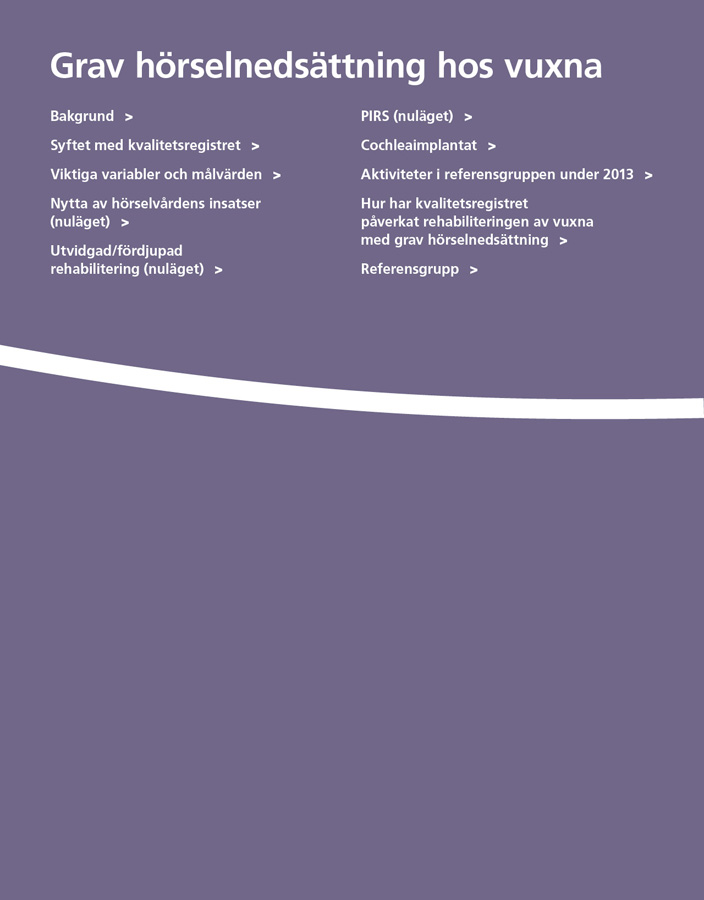 Grav hörselnedsättning hos vuxna
Bakgrund >
Syftet med kvalitetsregistret >
Viktiga variabler och målvärden >
Nytta av hörselvårdens insatser
(nuläget) >
Utvidgad/fördjupad
rehabilitering (nuläget) >
PIRS (nuläget) >
Cochleaimplantat >
Aktiviteter i referensgruppen under 2013 >
Hur har kvalitetsregistret
påverkat rehabiliteringen av vuxna
med grav hörselnedsättning >
Referensgrupp >